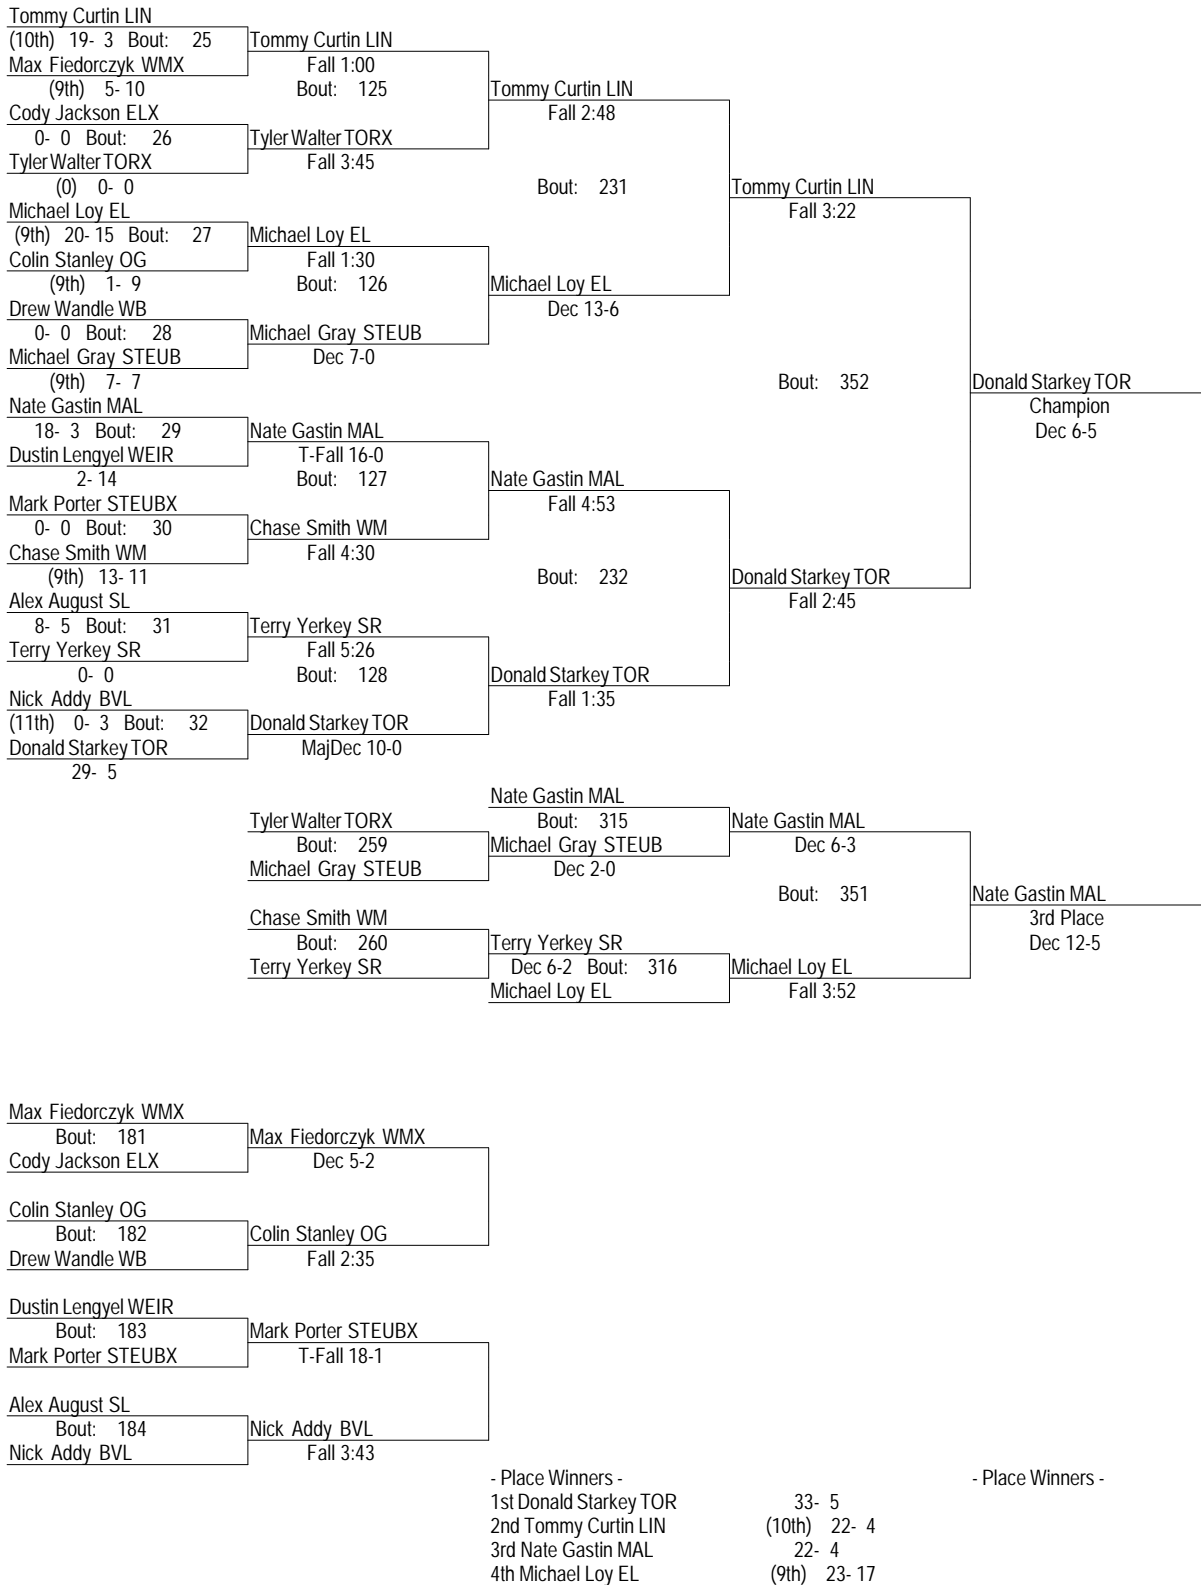 Tommy Curtin LIN
(10th) 19- 3 Bout: 25 Tommy Curtin LIN
Max Fiedorczyk WMX Fall 1:00
(9th) 5- 10 Bout: 125 Tommy Curtin LIN
Cody Jackson ELX Fall 2:48
0- 0 Bout: 26 Tyler Walter TORX
Tyler Walter TORX Fall 3:45
(0) 0- 0 Bout: 231 Tommy Curtin LIN
Michael Loy EL Fall 3:22
(9th) 20- 15 Bout: 27 Michael Loy EL
Colin Stanley OG Fall 1:30
(9th) 1- 9 Bout: 126 Michael Loy EL
Drew Wandle WB Dec 13-6
0- 0 Bout: 28 Michael Gray STEUB
Michael Gray STEUB Dec 7-0
(9th) 7- 7 Bout: 352 Donald Starkey TOR
Nate Gastin MAL Champion
18- 3 Bout: 29 Nate Gastin MAL Dec 6-5
Dustin Lengyel WEIR T-Fall 16-0
2- 14 Bout: 127 Nate Gastin MAL
Mark Porter STEUBX Fall 4:53
0- 0 Bout: 30 Chase Smith WM
Chase Smith WM Fall 4:30
(9th) 13- 11 Bout: 232 Donald Starkey TOR
Alex August SL Fall 2:45
8- 5 Bout: 31 Terry Yerkey SR
Terry Yerkey SR Fall 5:26
0- 0 Bout: 128 Donald Starkey TOR
Nick Addy BVL Fall 1:35
(11th) 0- 3 Bout: 32 Donald Starkey TOR
Donald Starkey TOR MajDec 10-0
29- 5
Nate Gastin MAL
Tyler Walter TORX Bout: 315 Nate Gastin MAL
Bout: 259 Michael Gray STEUB Dec 6-3
Michael Gray STEUB Dec 2-0
Bout: 351 Nate Gastin MAL
Chase Smith WM 3rd Place
Bout: 260 Terry Yerkey SR Dec 12-5
Terry Yerkey SR Dec 6-2 Bout: 316 Michael Loy EL
Michael Loy EL Fall 3:52
Max Fiedorczyk WMX
Bout: 181 Max Fiedorczyk WMX
Cody Jackson ELX Dec 5-2
Colin Stanley OG
Bout: 182 Colin Stanley OG
Drew Wandle WB Fall 2:35
Dustin Lengyel WEIR
Bout: 183 Mark Porter STEUBX
Mark Porter STEUBX T-Fall 18-1
Alex August SL
Bout: 184 Nick Addy BVL
Nick Addy BVL Fall 3:43
- Place Winners - - Place Winners -
1st Donald Starkey TOR 33- 5
2nd Tommy Curtin LIN (10th) 22- 4
3rd Nate Gastin MAL 22- 4
4th Michael Loy EL (9th) 23- 17